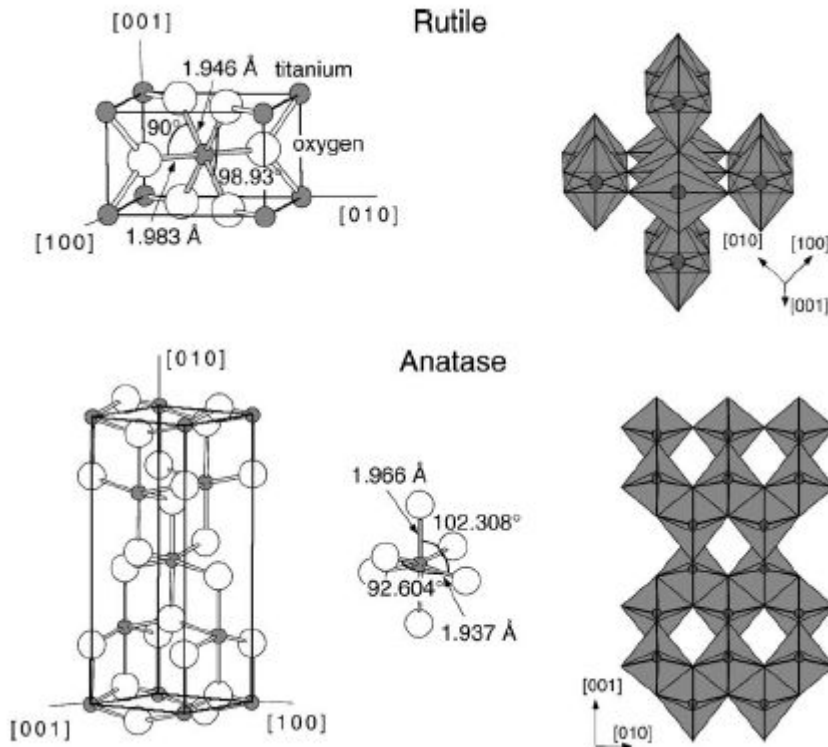 Rutile
[001]
1.946 Å titanium
90°
oxygen
98.93°
[010]
[100]
1.983 Å
[010]
[100]
[001]
Anatase
[010]
1.966 Å
102.308°
92.604°
1.937 Å
[001]
[100]
[001]
[010]